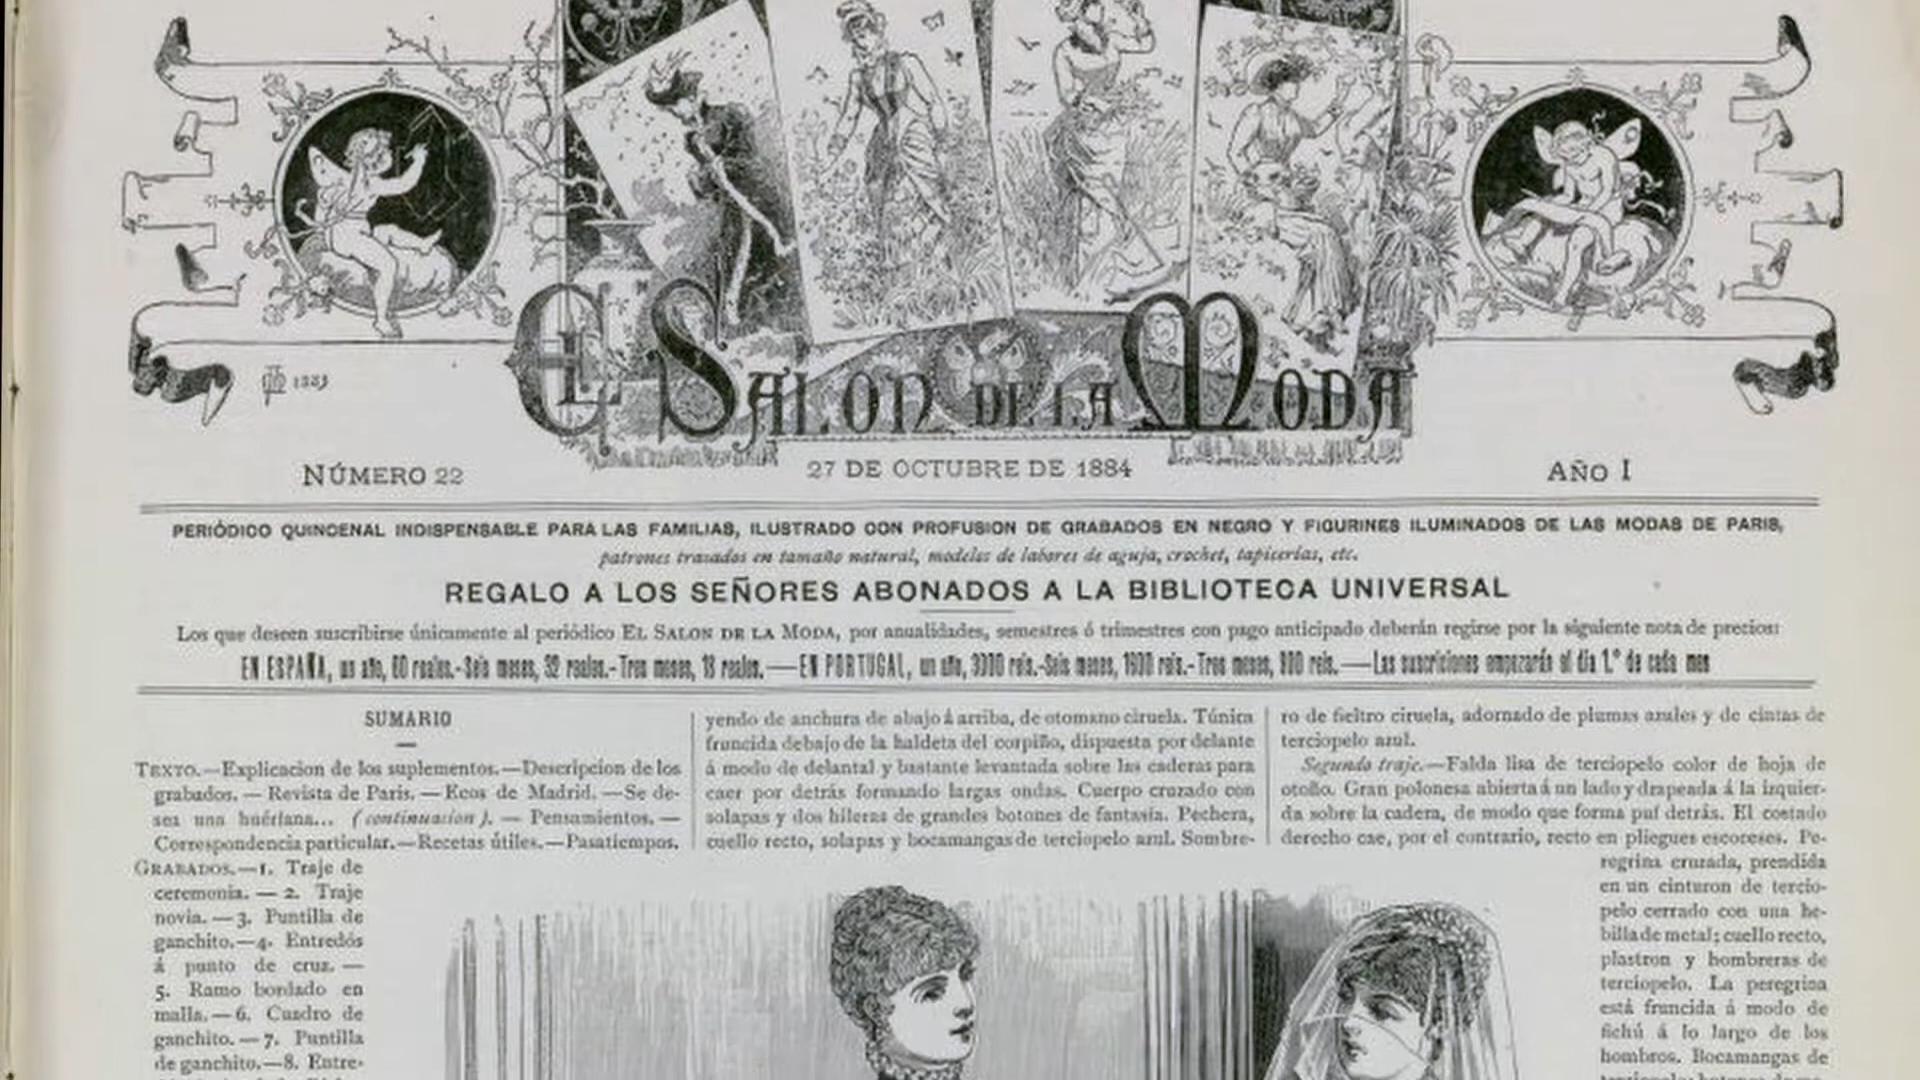 EL SALON DE LA MODA
1883
NÚMERO 22
27 DE OCTUBRE DE 1884
AÑO I
PERIÓDICO QUINCENAL INDISPENSABLE PARA LAS FAMILIAS, ILUSTRADO CON PROFUSION DE GRABADOS EN NEGRO Y FIGURINES ILUMINADOS DE LAS MODAS DE PARIS,
patrones trazados en tamaño natural, modelos de labores de aguja, crochet, tapicerías, etc.
REGALO A LOS SEÑORES ABONADOS A LA BIBLIOTECA UNIVERSAL
Los que deseen suscribirse únicamente al periódico EL SALON DE LA MODA, por anualidades, semestres ó trimestres con pago anticipado deberán regirse por la siguiente nota de precios:
EN ESPAÑA, un año, 60 reales.-Seis meses, 32 reales.-Tres meses, 18 reales.—EN PORTUGAL, un año, 3300 reis.-Seis meses, 1600 reis.-Tres meses, 900 reis.—Las suscriciones empezarán el dia 1.º de cada mes
SUMARIO
TEXTO.—Explicacion de los suplementos.—Descripcion de los
grabados. — Revista de Paris. — Ecos de Madrid. — Se de-
sea una huérfana... (continuacion). — Pensamientos. —
Correspondencia particular.—Recetas útiles.—Pasatiempos.
GRABADOS.—1. Traje de
ceremonia. — 2. Traje
novia. — 3. Puntilla de
ganchito.—4. Entredós
á punto de cruz. —
5. Ramo bordado en
malla. — 6. Cuadro de
ganchito. — 7. Puntilla
de ganchito.—8. Entre-
yendo de anchura de abajo á arriba, de otomano ciruela. Túnica
fruncida debajo de la haldeta del corpiño, dispuesta por delante
á modo de delantal y bastante levantada sobre las caderas para
caer por detrás formando largas ondas. Cuerpo cruzado con
solapas y dos hileras de grandes botones de fantasía. Pechera,
cuello recto, solapas y bocamangas de terciopelo azul. Sombre-
ro de fieltro ciruela, adornado de plumas azules y de cintas de
terciopelo azul.
Segundo traje.—Falda lisa de terciopelo color de hoja de
otoño. Gran polonesa abierta á un lado y drapeada á la izquier-
da sobre la cadera, de modo que forma puf detrás. El costado
derecho cae, por el contrario, recto en pliegues escoceses. Pe-
regrina cruzada, prendida
en un cinturon de tercio-
pelo cerrado con una he-
billa de metal; cuello recto,
plastron y hombreras de
terciopelo. La peregrina
está fruncida á modo de
fichú á lo largo de los
hombros. Bocamangas de